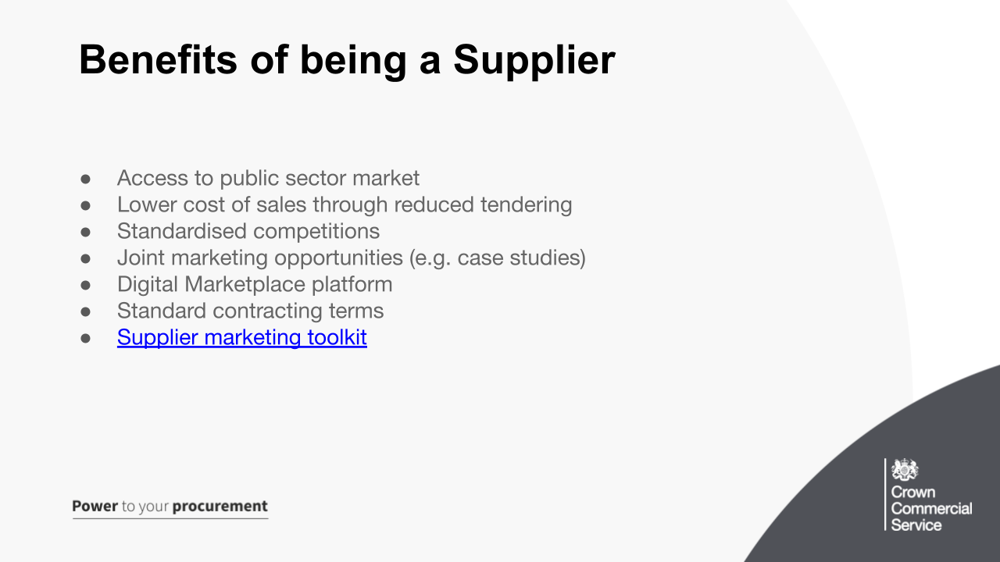 Benefits of being a Supplier
● Access to public sector market
● Lower cost of sales through reduced tendering
● Standardised competitions
● Joint marketing opportunities (e.g. case studies)
● Digital Marketplace platform
● Standard contracting terms
● Supplier marketing toolkit
Power to your procurement
Crown
Commercial
Service